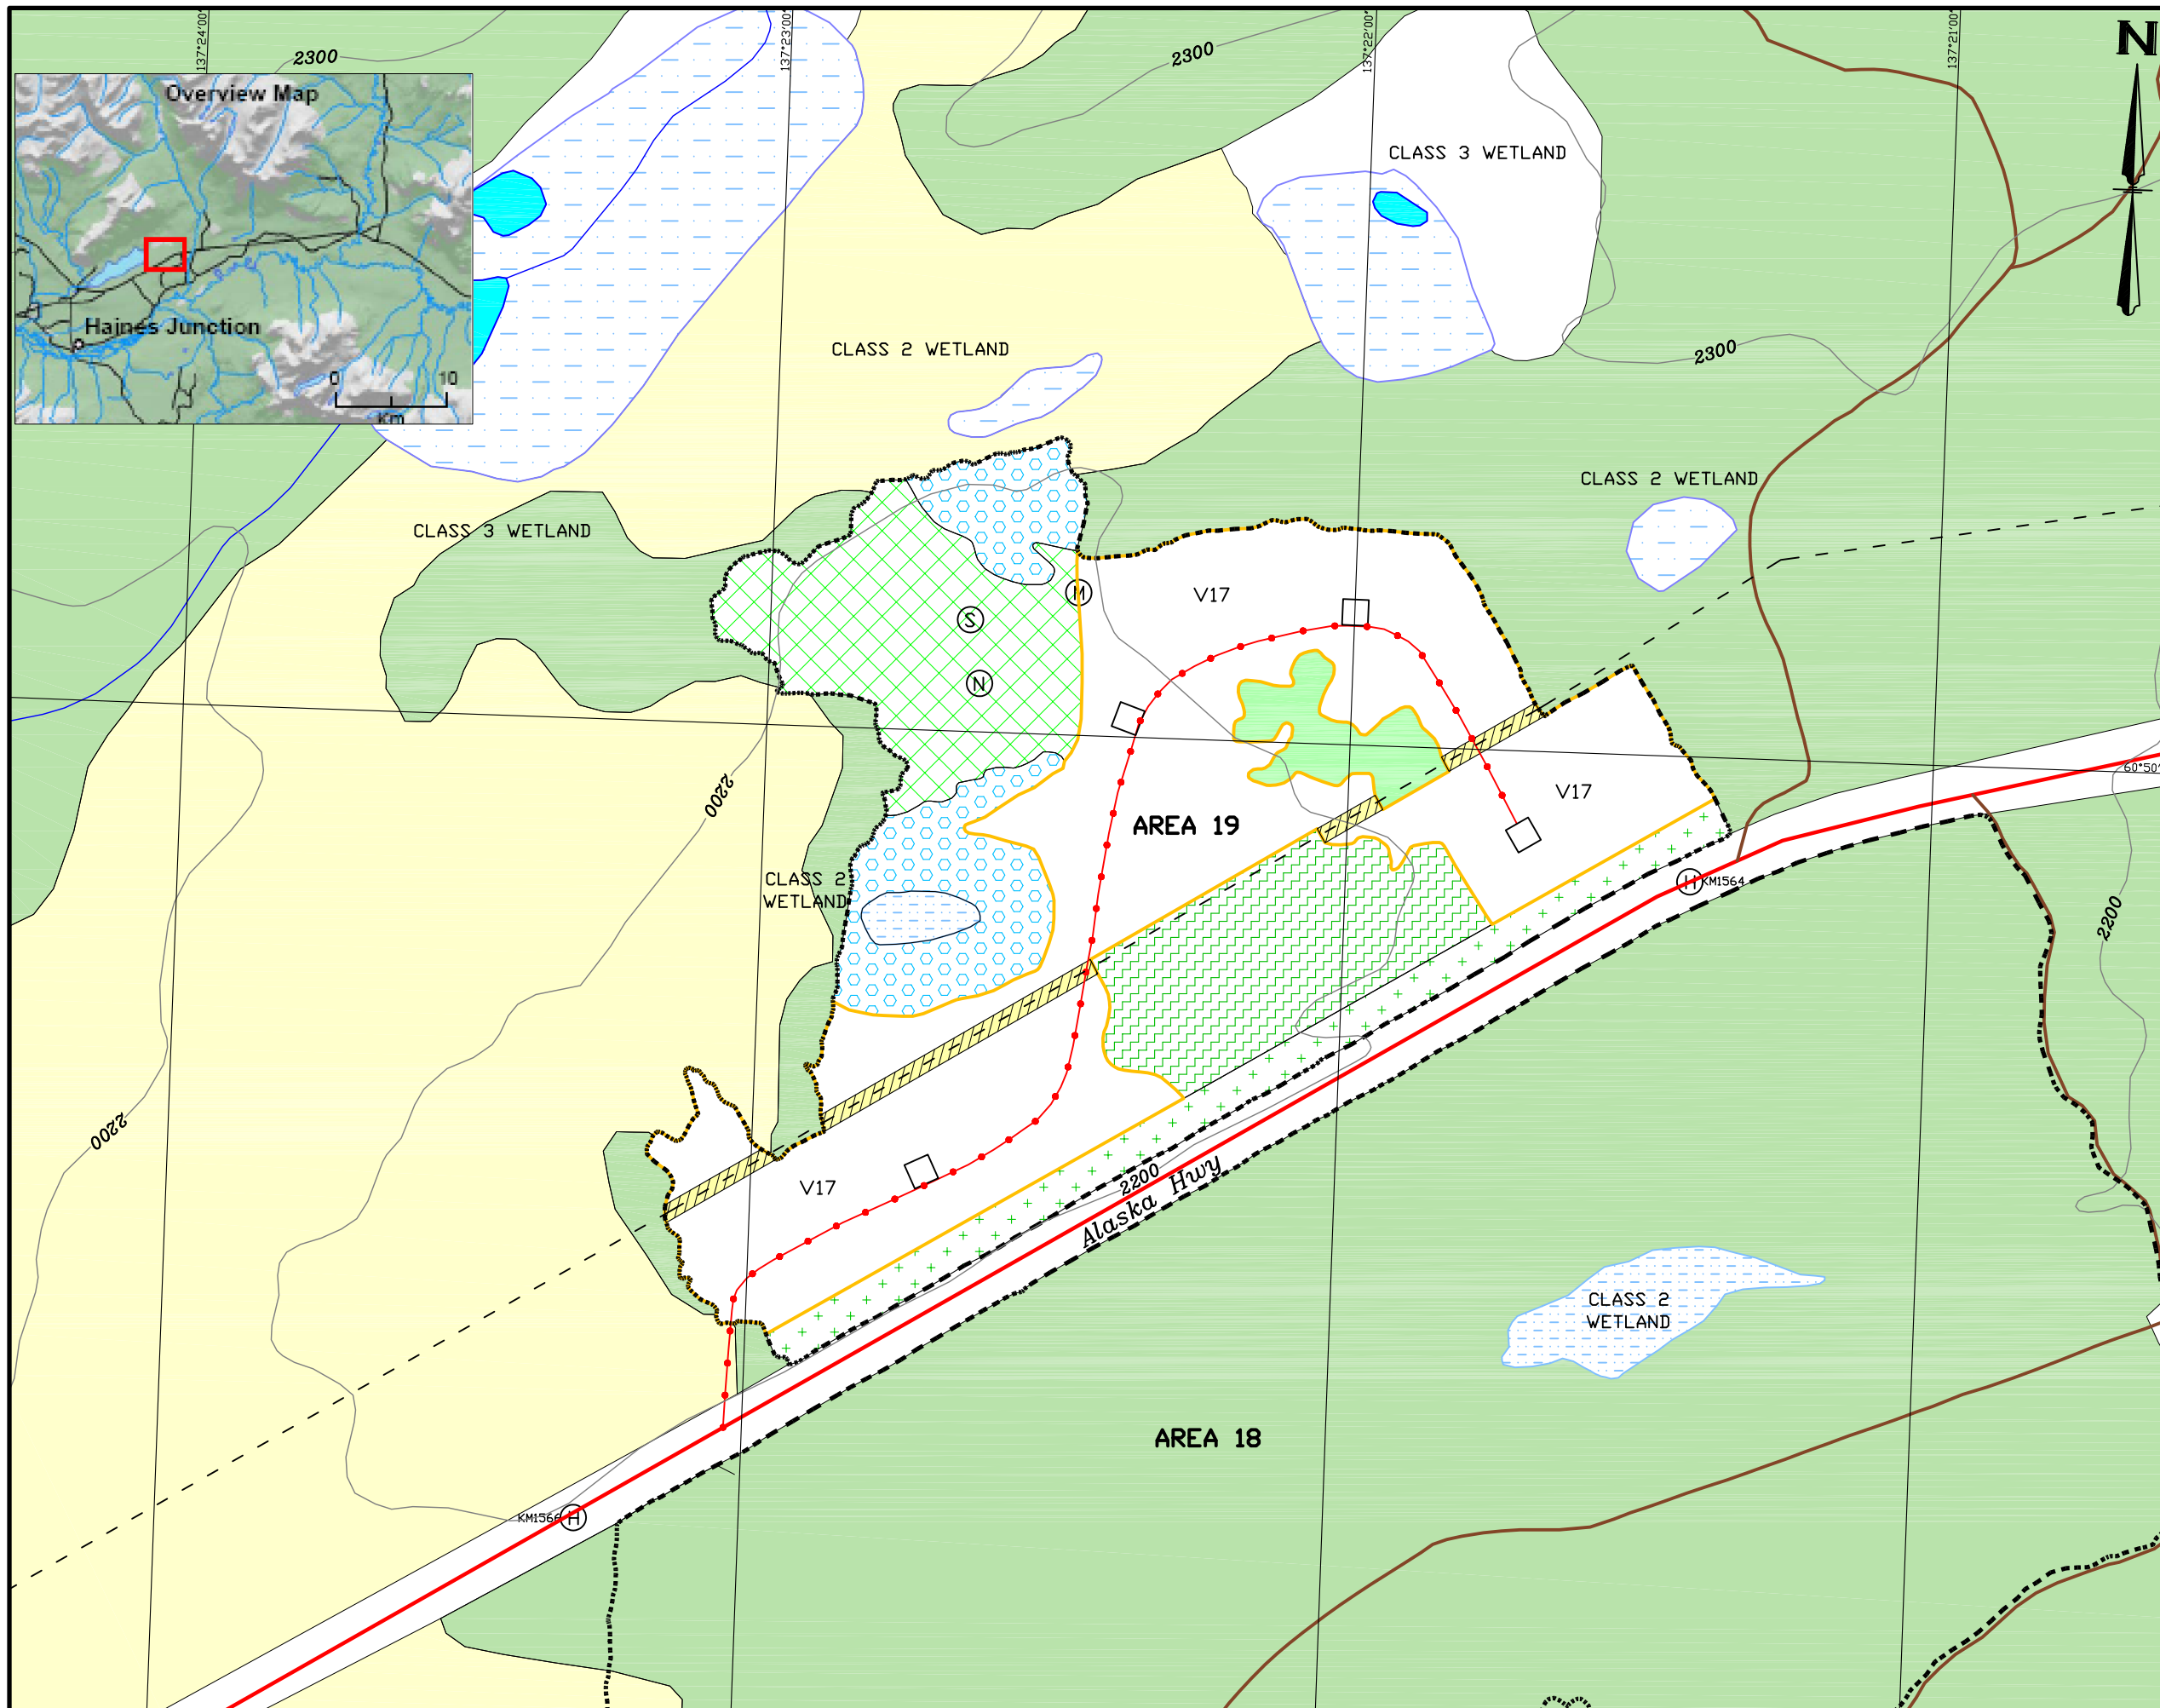 137°24'00"
137°23'00"
137°22'00"
137°21'00"
N
2300
2300
Overview Map
Haines Junction
0 10
Km
CLASS 3 WETLAND
CLASS 2 WETLAND
2300
CLASS 2 WETLAND
CLASS 3 WETLAND
M
V17
S
N
2200
V17
AREA 19
60°50'
CLASS 2
WETLAND
H
KM1564
2200
2200
V17
2200
Alaska Hwy
CLASS 2
WETLAND
AREA 18
KM1566
H